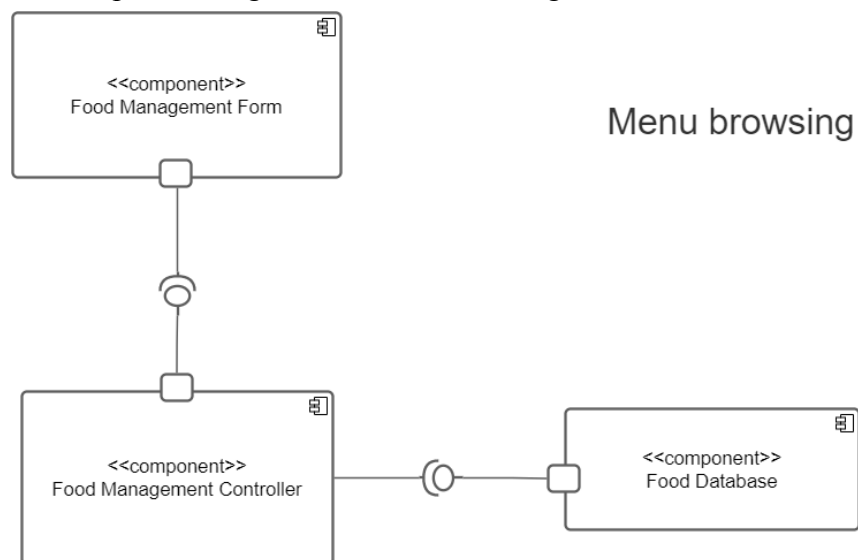 <<component>>
Food Management Form
Menu browsing
<<component>>
Food Management Controller
<<component>>
Food Database